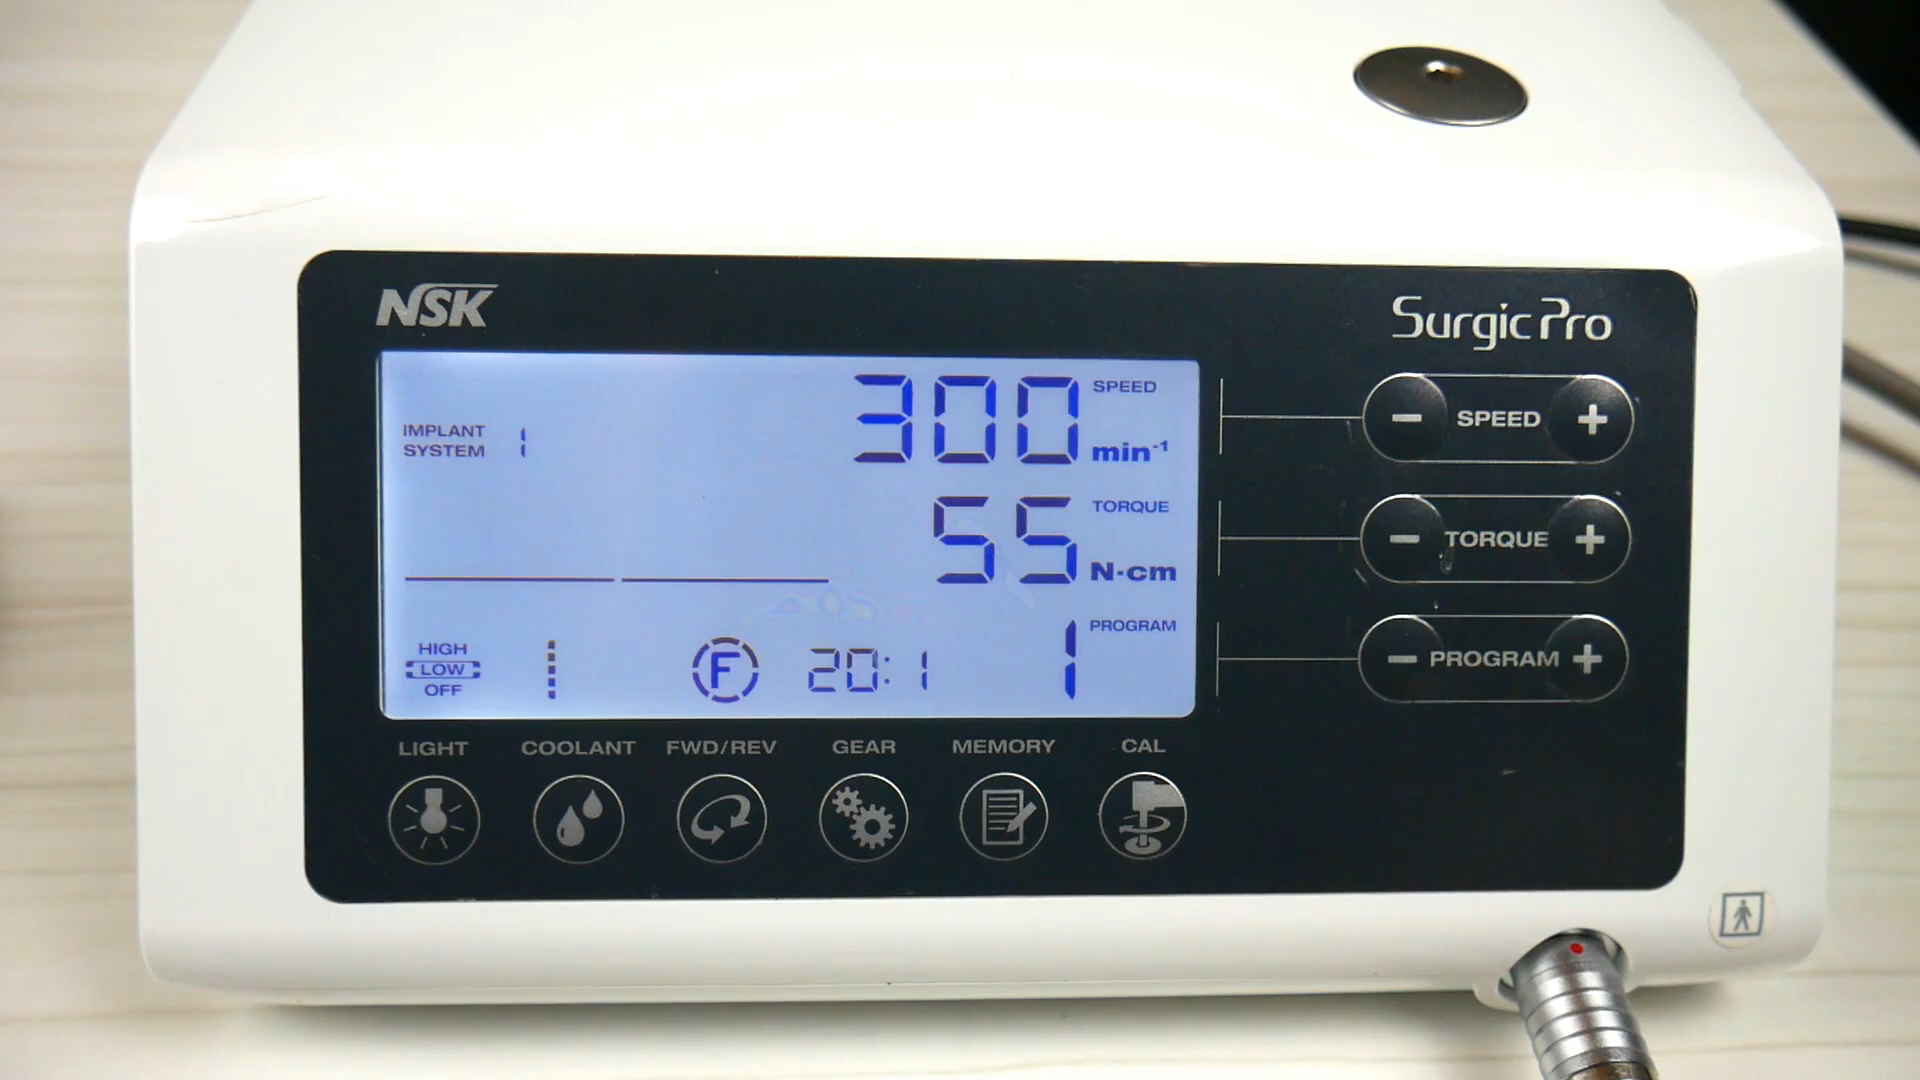 NSK
Surgic Pro
300 SPEED
min-1
IMPLANT
SYSTEM 1
55 TORQUE
N·cm
HIGH
LOW
OFF
F
20:1
1 PROGRAM
- SPEED +
- TORQUE +
- PROGRAM +
LIGHT COOLANT FWD/REV GEAR MEMORY CAL